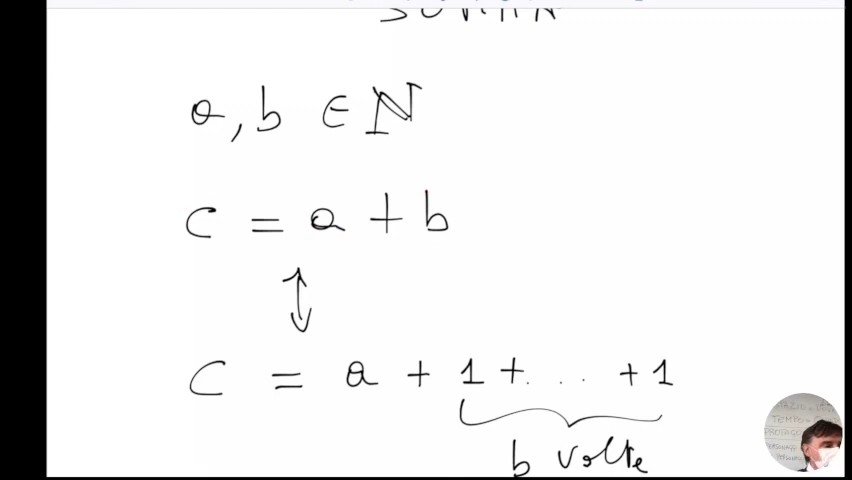 a, b ∈ ℕ
c = a + b
↕
c = a + 1 + . . . + 1
b volte